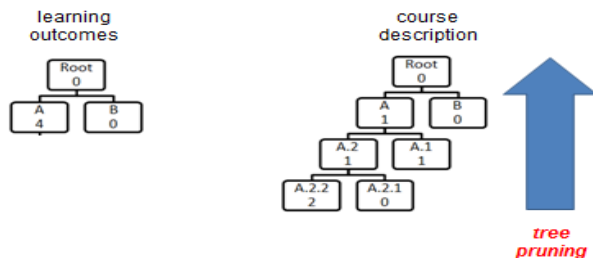 learning
outcomes
Root
0
A
4
B
0
course
description
Root
0
A
1
B
0
A.2
1
A.1
1
A.2.2
2
A.2.1
0
tree
pruning